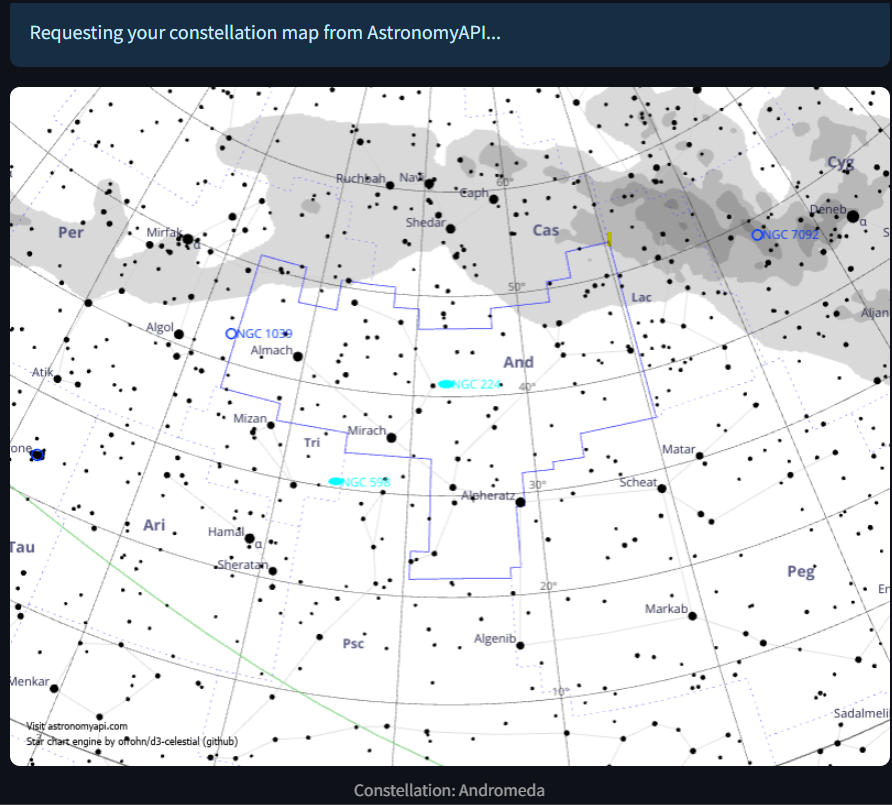 Requesting your constellation map from AstronomyAPI...
Cyg
Ruchbah Navi
60°
Caph
Deneb
α
Per
Mirfak
α
Shedar
Cas
NGC 7092
S
50°
Lac
Aljan
Algol
NGC 1039
Almach
And
Atik
NGC 224
40°
Mizan
Mirach
Tri
one
Matar
NGC 598
Alpheratz
30°
Scheat
Ari
Hamal
α
Tau
Sheratan
20°
Peg
Er
Markab
Psc
Algenib
Menkar
10°
Sadalmeli
Visit astronomyapi.com
Star chart engine by ofrohn/d3-celestial (github)
Constellation: Andromeda